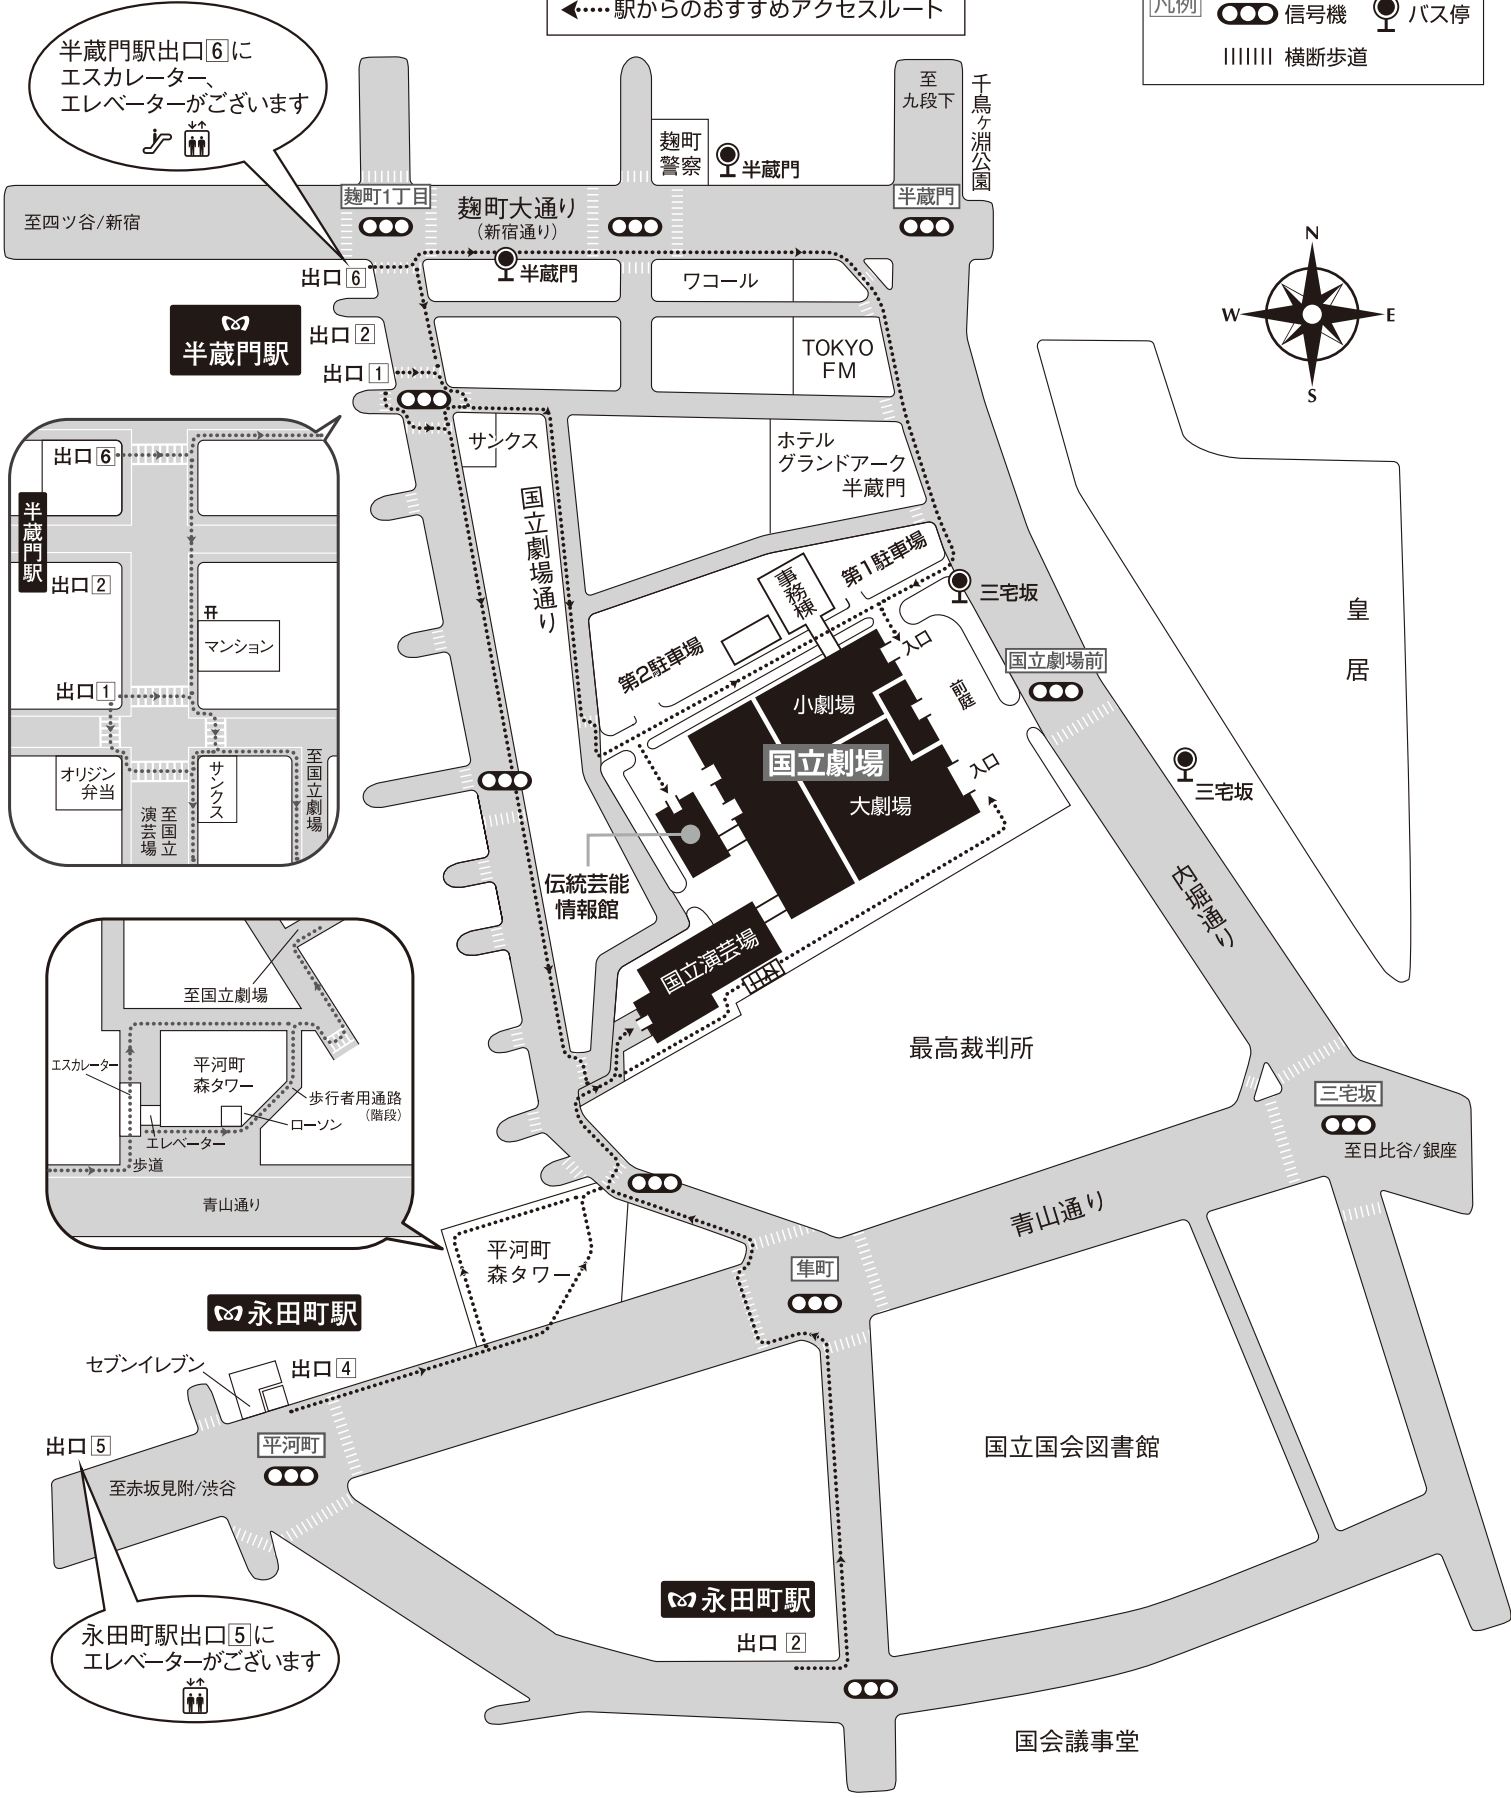 駅からのおすすめアクセスルート
凡例
信号機
バス停
横断歩道
半蔵門駅出口6に
エスカレーター、
エレベーターがございます
至
九段下
千鳥ヶ淵公園
麹町
警察
半蔵門
麹町1丁目
半蔵門
至四ツ谷/新宿
麹町大通り
(新宿通り)
半蔵門
出口6
ワコール
N
W
E
S
半蔵門駅
出口2
出口1
TOKYO
FM
サンクス
ホテル
グランドアーク
半蔵門
国立劇場通り
出口6
半蔵門駅
出口2
マンション
出口1
オリジン
弁当
サンクス
至国立劇場
至国立
演芸場
第1駐車場
事務棟
第2駐車場
三宅坂
入口
国立劇場前
前庭
皇居
小劇場
国立劇場
大劇場
入口
三宅坂
伝統芸能
情報館
内堀通り
国立演芸場
最高裁判所
至国立劇場
エスカレーター
平河町
森タワー
歩行者用通路
(階段)
ローソン
エレベーター
歩道
青山通り
三宅坂
至日比谷/銀座
青山通り
平河町
森タワー
隼町
永田町駅
セブンイレブン
出口4
出口5
平河町
至赤坂見附/渋谷
国立国会図書館
永田町駅
出口2
永田町駅出口5に
エレベーターがございます
国会議事堂